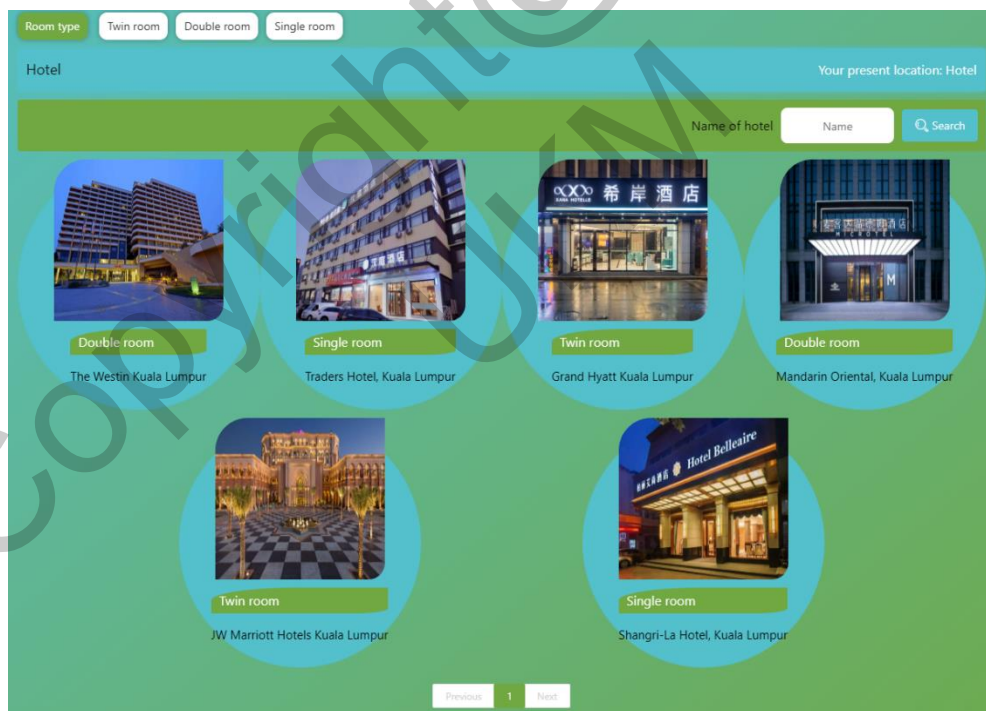 Room type Twin room Double room Single room
Hotel Your present location: Hotel
Name of hotel Name Search
希岸酒店
Double room Single room Twin room Double room
The Westin Kuala Lumpur Traders Hotel, Kuala Lumpur Grand Hyatt Kuala Lumpur Mandarin Oriental, Kuala Lumpur
Hotel Belleaire
Twin room Single room
JW Marriott Hotels Kuala Lumpur Shangri-La Hotel, Kuala Lumpur
Previous 1 Next
Copyright@
UKM